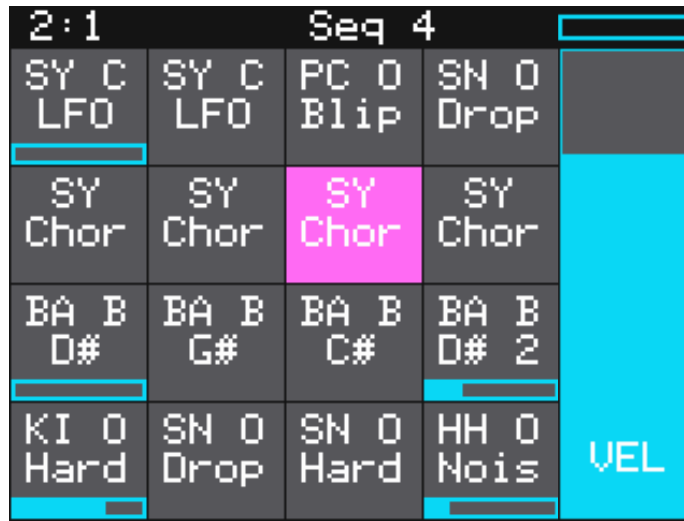 2:1 Seq 4
SY C SY C PC O SN O
LFO LFO Blip Drop
SY SY SY SY
Chor Chor Chor Chor
BA B BA B BA B BA B
D# G# C# D# 2
KI O SN O SN O HH O
Hard Drop Hard Nois VEL